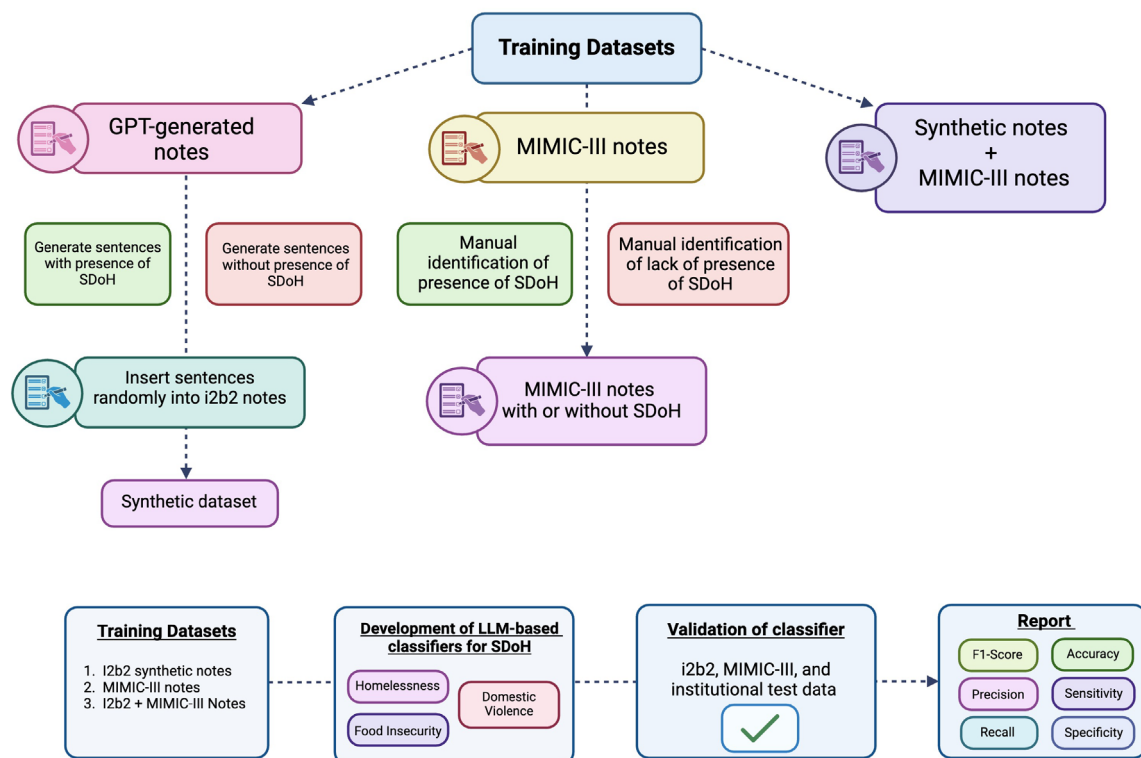 Training Datasets
GPT-generated
notes
MIMIC-III notes
Synthetic notes
+
MIMIC-III notes
Generate sentences
with presence of
SDoH
Generate sentences
without presence of
SDoH
Manual
identification of
presence of SDoH
Manual identification
of lack of presence
of SDoH
Insert sentences
randomly into i2b2 notes
MIMIC-III notes
with or without SDoH
Synthetic dataset
Training Datasets
1. I2b2 synthetic notes
2. MIMIC-III notes
3. I2b2 + MIMIC-III Notes
Development of LLM-based
classifiers for SDoH
Homelessness
Food Insecurity
Domestic
Violence
Validation of classifier
i2b2, MIMIC-III, and
institutional test data
Report
F1-Score
Accuracy
Precision
Sensitivity
Recall
Specificity